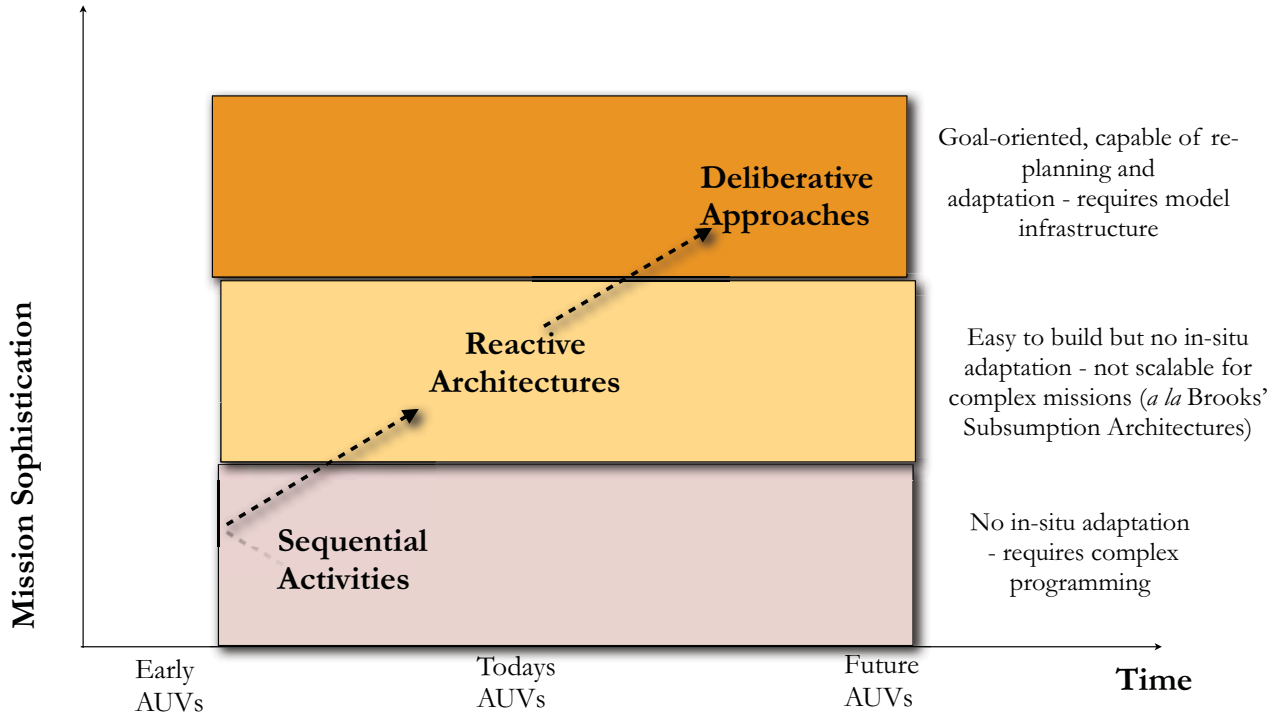 Mission Sophistication
Deliberative
Approaches
Goal-oriented, capable of re-
planning and
adaptation - requires model
infrastructure
Reactive
Architectures
Easy to build but no in-situ
adaptation - not scalable for
complex missions (a la Brooks’
Subsumption Architectures)
Sequential
Activities
No in-situ adaptation
- requires complex
programming
Early
AUVs
Todays
AUVs
Future
AUVs
Time